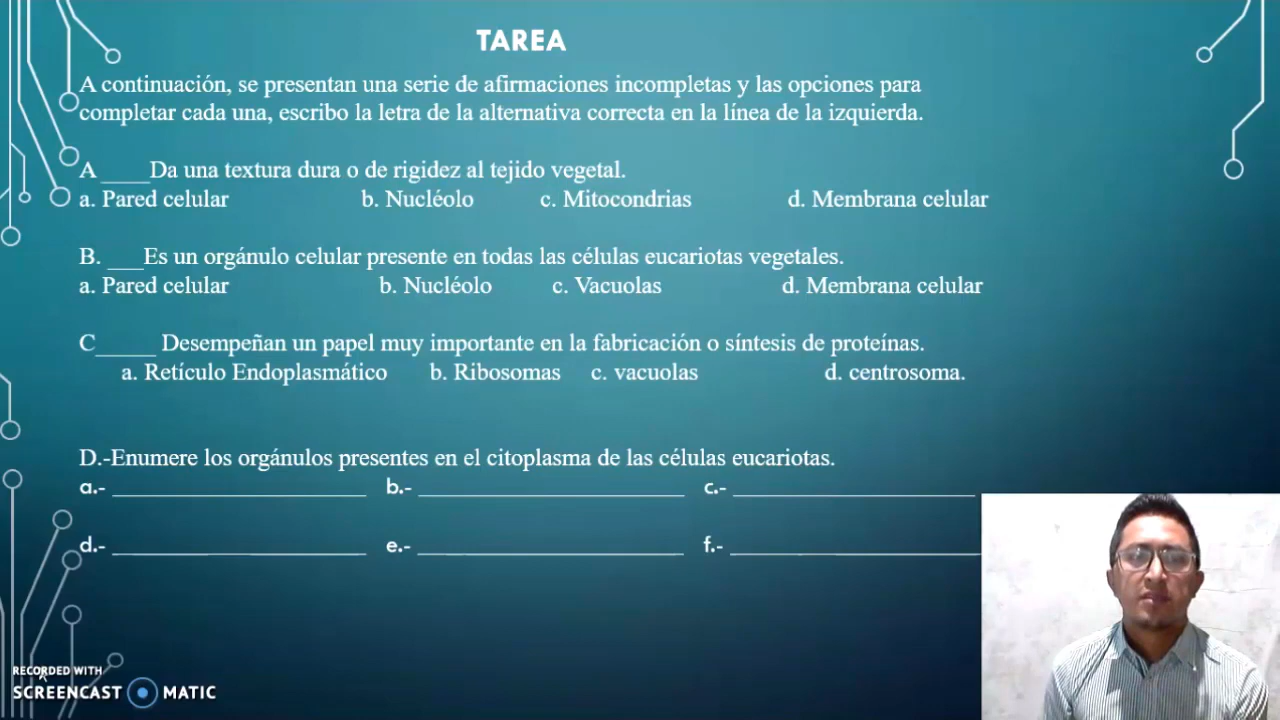 TAREA
A continuación, se presentan una serie de afirmaciones incompletas y las opciones para
completar cada una, escribo la letra de la alternativa correcta en la línea de la izquierda.
A ____Da una textura dura o de rigidez al tejido vegetal.
a. Pared celular b. Nucléolo c. Mitocondrias d. Membrana celular
B. ___Es un orgánulo celular presente en todas las células eucariotas vegetales.
a. Pared celular b. Nucléolo c. Vacuolas d. Membrana celular
C_____ Desempeñan un papel muy importante en la fabricación o síntesis de proteínas.
a. Retículo Endoplasmático b. Ribosomas c. vacuolas d. centrosoma.
D.-Enumere los orgánulos presentes en el citoplasma de las células eucariotas.
a.- ____________________ b.- ____________________ c.- ____________________
d.- ____________________ e.- ____________________ f.- ____________________
RECORDED WITH
SCREENCAST MATIC